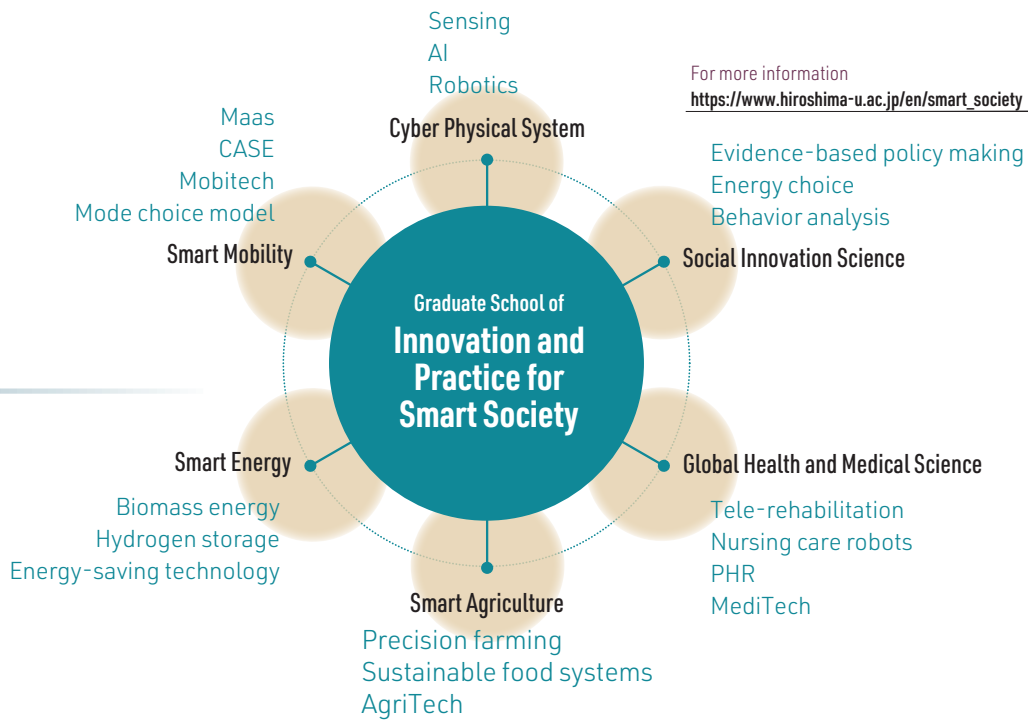 Sensing
AI
Robotics
Cyber Physical System
For more information
https://www.hiroshima-u.ac.jp/en/smart_society
Evidence-based policy making
Energy choice
Behavior analysis
Social Innovation Science
Maas
CASE
Mobitech
Mode choice model
Smart Mobility
Graduate School of
Innovation and
Practice for
Smart Society
Smart Energy
Biomass energy
Hydrogen storage
Energy-saving technology
Global Health and Medical Science
Tele-rehabilitation
Nursing care robots
PHR
MediTech
Smart Agriculture
Precision farming
Sustainable food systems
AgriTech